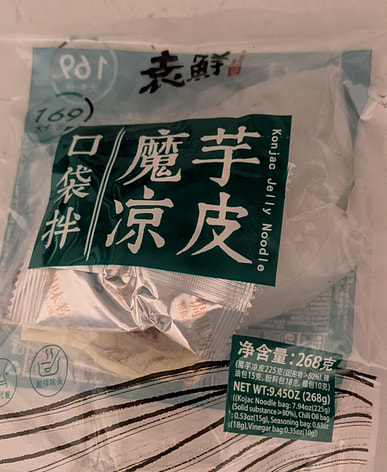 169
袁鲜
169
口袋拌
魔芋
凉皮
Konjac Jelly Noodle
净含量:268克
(魔芋凉皮225克(固形物>80%), 辣
油包15克, 粉料包18克, 醋包10克)
NET WT:9.45OZ (268g)
((Kojac Noodle bag: 7.94oz(225g)
(Solid substance>80%), Chili Oil bag
: 0.53oz(15g), Seasoning bag: 0.63oz
(18g),Vinegar bag:0.35oz(10g))